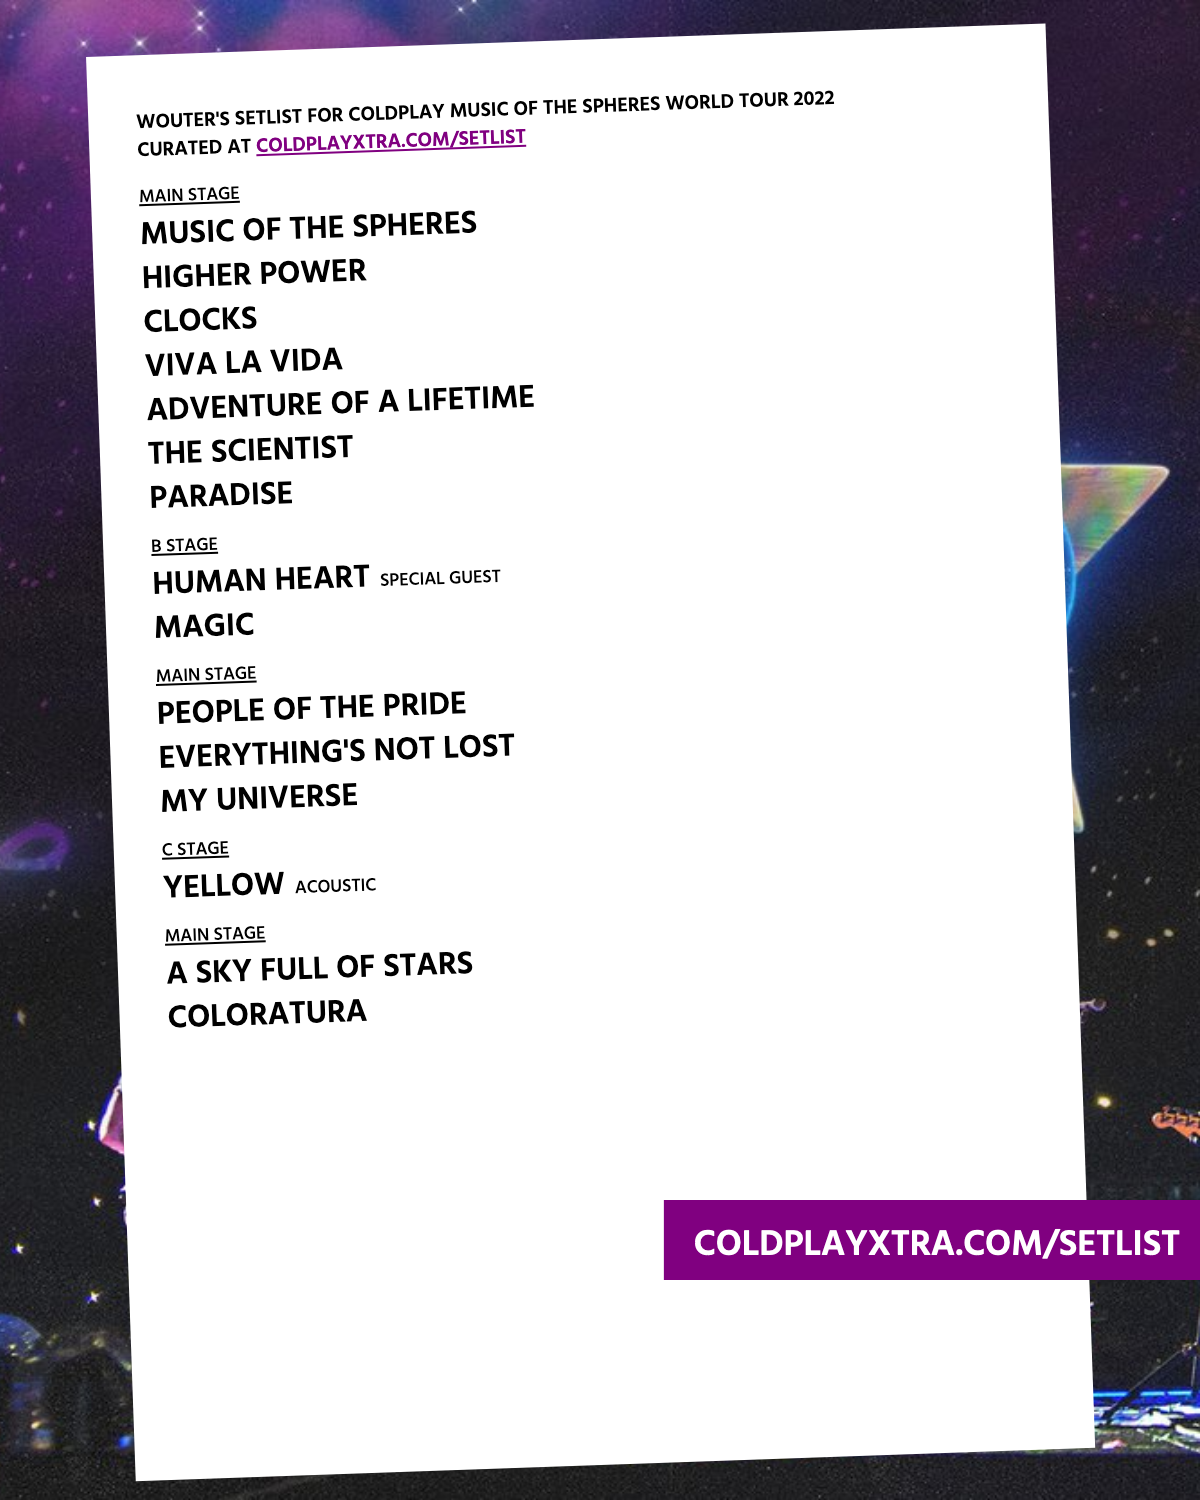 WOUTER'S SETLIST FOR COLDPLAY MUSIC OF THE SPHERES WORLD TOUR 2022
CURATED AT COLDPLAYXTRA.COM/SETLIST
MAIN STAGE
MUSIC OF THE SPHERES
HIGHER POWER
CLOCKS
VIVA LA VIDA
ADVENTURE OF A LIFETIME
THE SCIENTIST
PARADISE
B STAGE
HUMAN HEART SPECIAL GUEST
MAGIC
MAIN STAGE
PEOPLE OF THE PRIDE
EVERYTHING'S NOT LOST
MY UNIVERSE
C STAGE
YELLOW ACOUSTIC
MAIN STAGE
A SKY FULL OF STARS
COLORATURA
COLDPLAYXTRA.COM/SETLIST